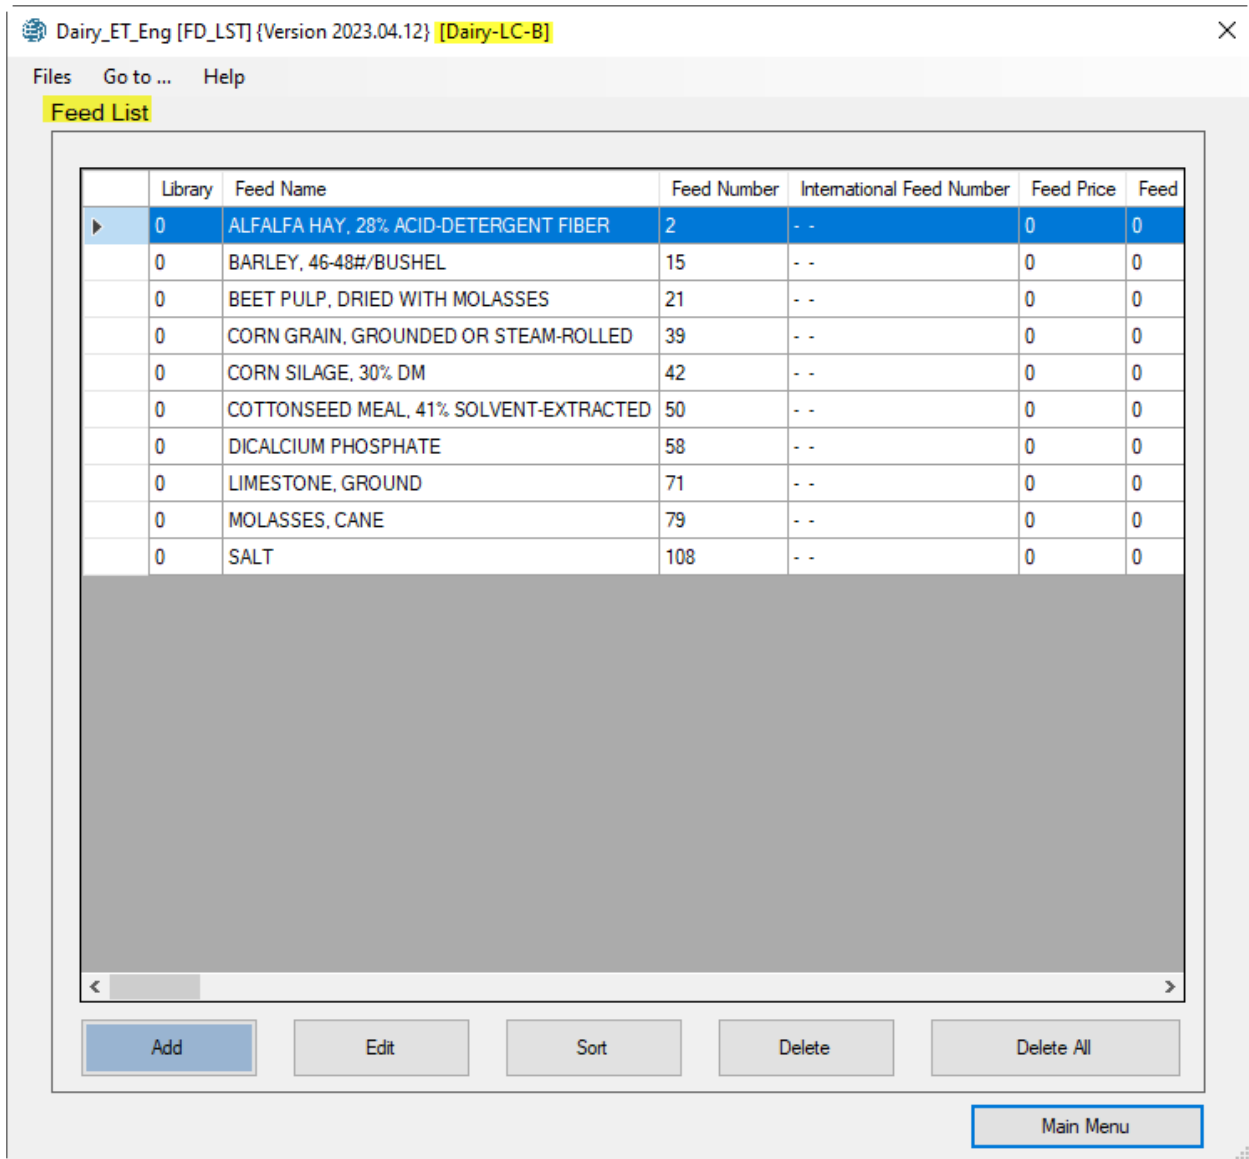 Dairy_ET_Eng [FD_LST] {Version 2023.04.12} [Dairy-LC-B]
Files Go to ... Help
Feed List
Library Feed Name Feed Number International Feed Number Feed Price Feed
0 ALFALFA HAY, 28% ACID-DETERGENT FIBER 2 - - 0 0
0 BARLEY, 46-48#/BUSHEL 15 - - 0 0
0 BEET PULP, DRIED WITH MOLASSES 21 - - 0 0
0 CORN GRAIN, GROUNDED OR STEAM-ROLLED 39 - - 0 0
0 CORN SILAGE, 30% DM 42 - - 0 0
0 COTTONSEED MEAL, 41% SOLVENT-EXTRACTED 50 - - 0 0
0 DICALCIUM PHOSPHATE 58 - - 0 0
0 LIMESTONE, GROUND 71 - - 0 0
0 MOLASSES, CANE 79 - - 0 0
0 SALT 108 - - 0 0
Add Edit Sort Delete Delete All
Main Menu